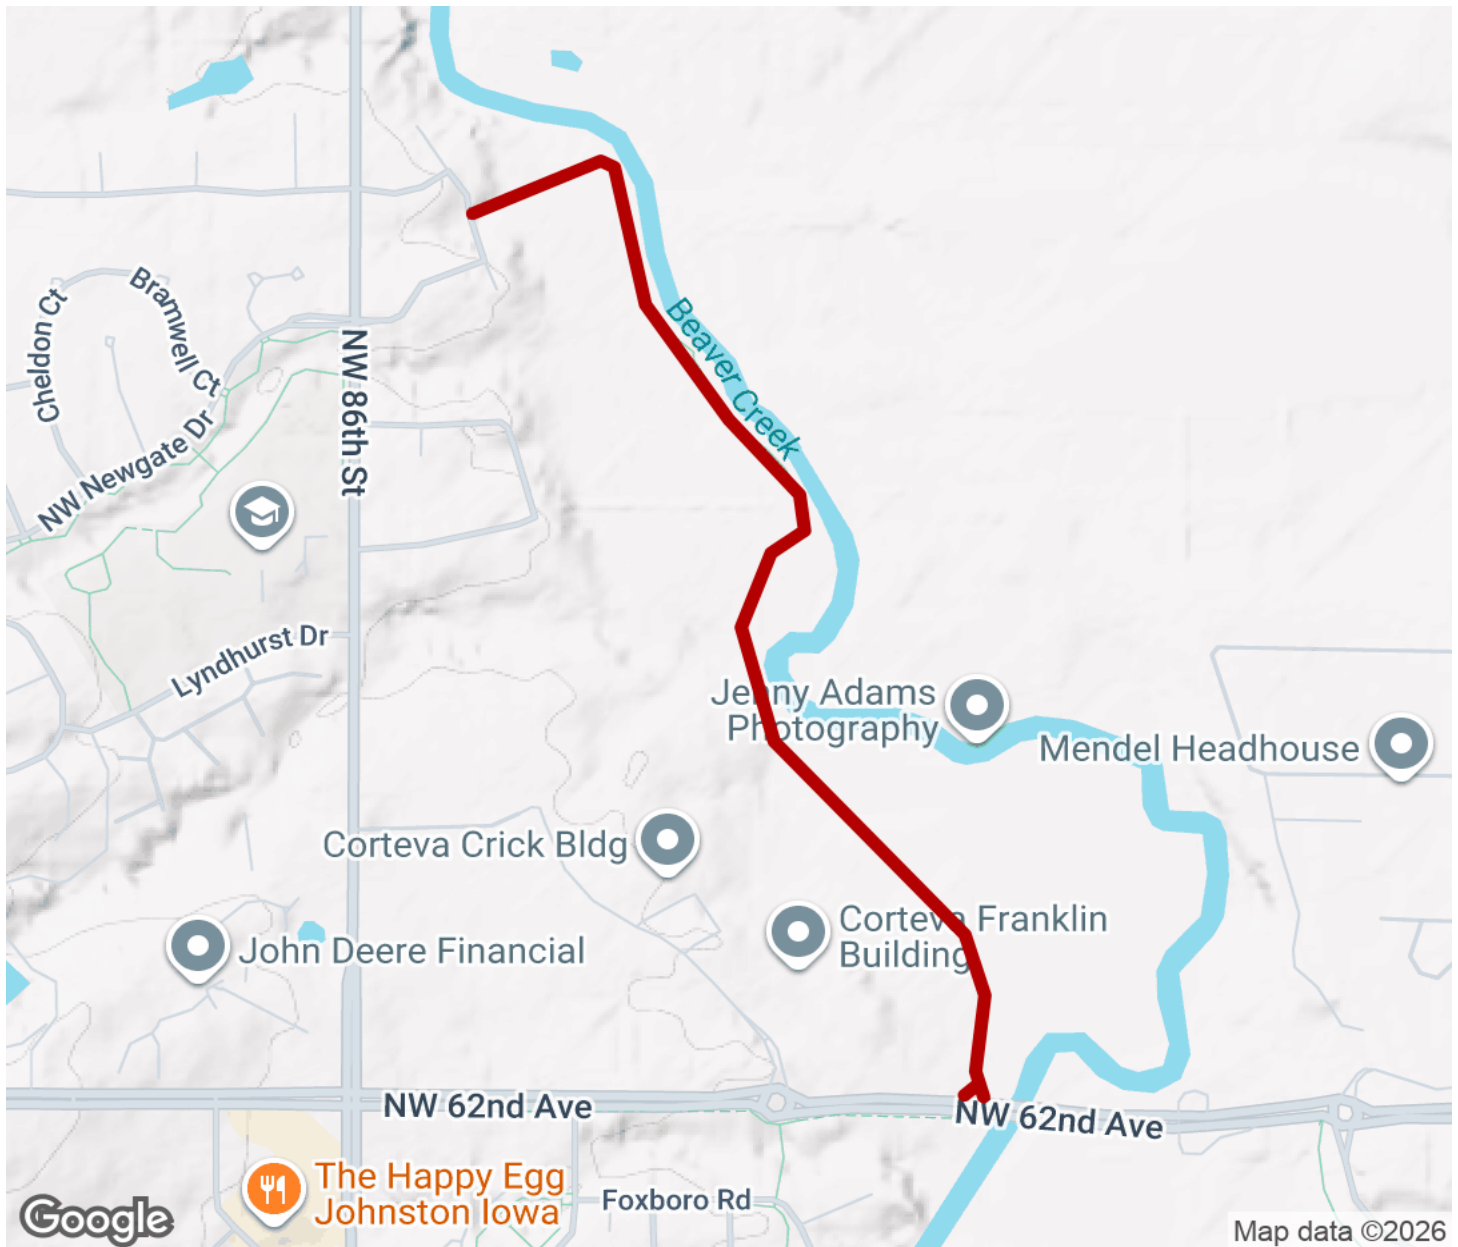 Bramwell Ct
Cheldon Ct
NW 86th St
Beaver Creek
NW Newgate Dr
Lyndhurst Dr
Jenny Adams
Photography
Mendel Headhouse
Corteva Crick Bldg
Corteva Franklin
Building
John Deere Financial
NW 62nd Ave
NW 62nd Ave
The Happy Egg
Johnston Iowa
Foxboro Rd
Google
Map data ©2026